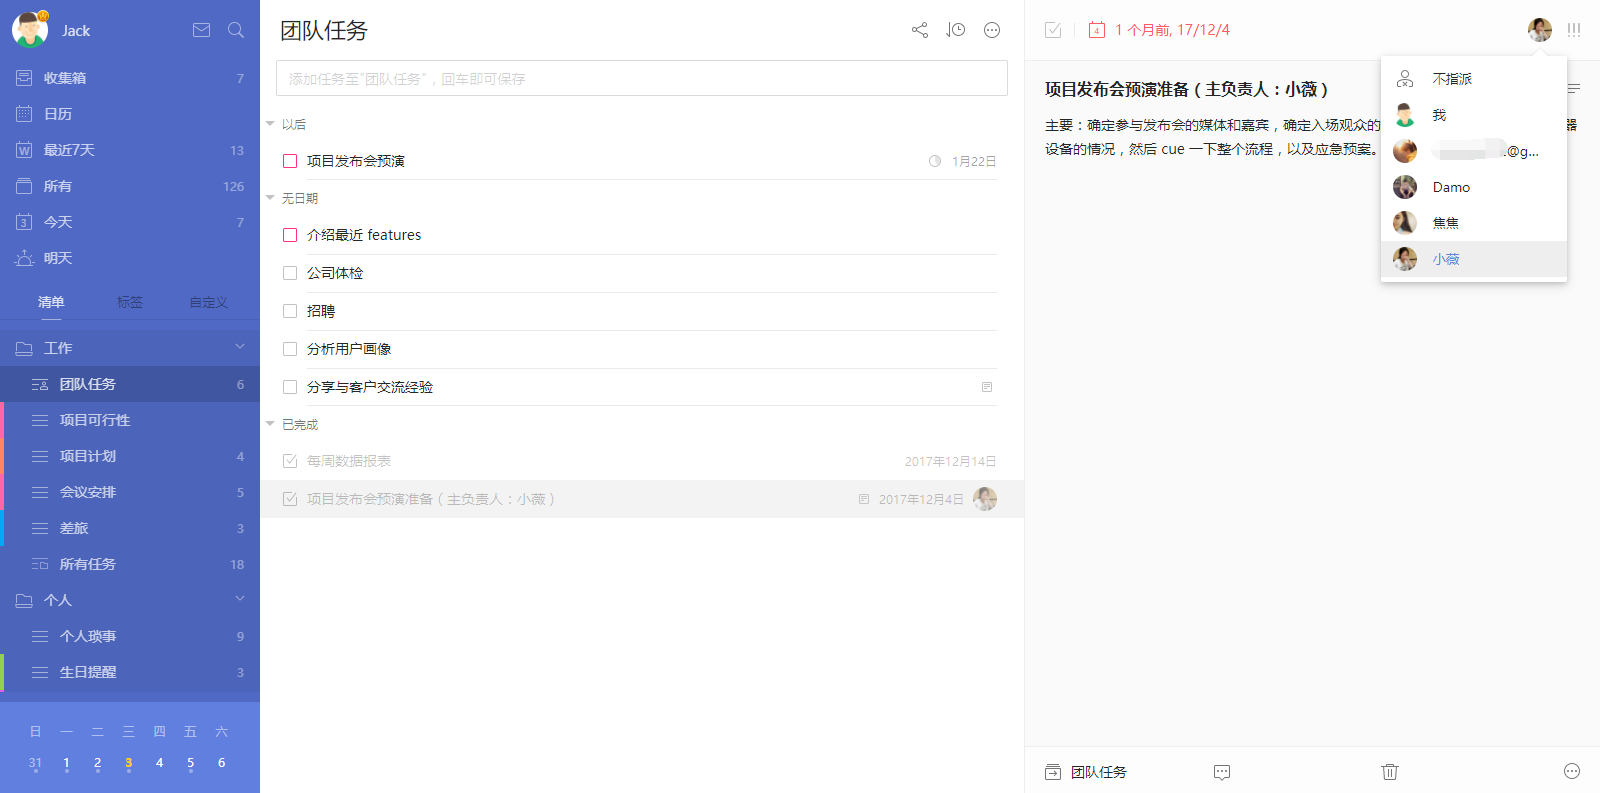 Jack
收集箱 7
日历
最近7天 13
所有 126
今天 7
明天
清单 标签 自定义
工作
团队任务 6
项目可行性
项目计划 4
会议安排 5
差旅 3
所有任务 18
个人
个人琐事 9
生日提醒 3
日 一 二 三 四 五 六
31 1 2 3 4 5 6
团队任务
添加任务至"团队任务"，回车即可保存
以后
项目发布会预演 1月22日
无日期
介绍最近 features
公司体检
招聘
分析用户画像
分享与客户交流经验
已完成
每周数据报表 2017年12月14日
项目发布会预演准备（主负责人：小薇） 2017年12月4日
4 1 个月前, 17/12/4
项目发布会预演准备（主负责人：小薇）
主要：确定参与发布会的媒体和嘉宾，确定入场观众的 器
设备的情况，然后 cue 一下整个流程，以及应急预案。
不指派
我
@g...
Damo
焦焦
小薇
团队任务